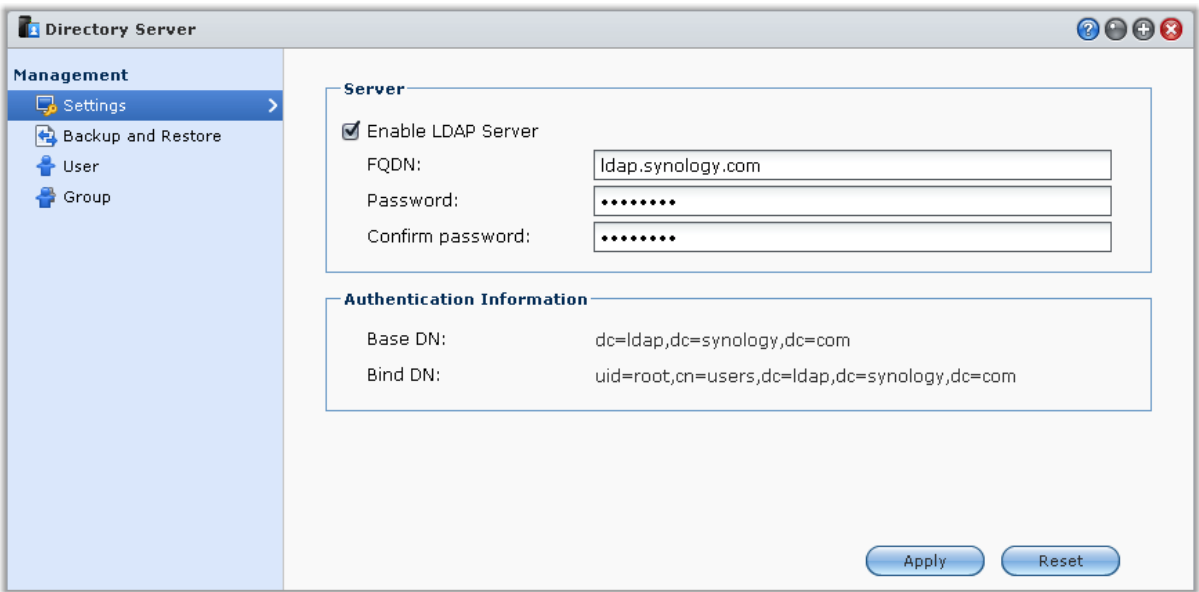 Directory Server
Management
Settings
Backup and Restore
User
Group
Server
Enable LDAP Server
FQDN: ldap.synology.com
Password: ••••••••
Confirm password: ••••••••
Authentication Information
Base DN: dc=ldap,dc=synology,dc=com
Bind DN: uid=root,cn=users,dc=ldap,dc=synology,dc=com
Apply Reset